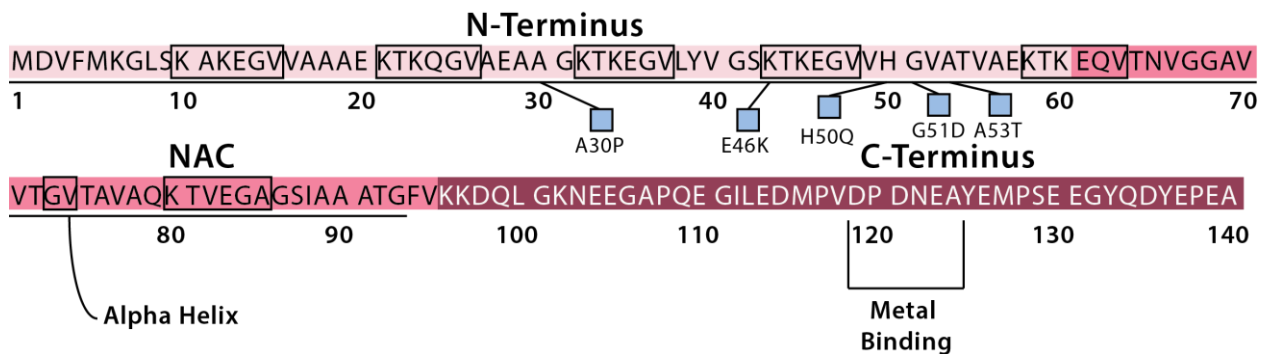 N-Terminus
MDVFMKGLSK AKEGVVAAAE KTKQGVAEAA GKTKEGVLYV GSKTKEGVVH GVATVAEKTK EQVTNVGGAV
1 10 20 30 40 50 60 70
A30P E46K H50Q G51D A53T
NAC C-Terminus
VTGVTAVAQK TVEGAGSIAA ATGFVKKDQL GKNEEGAPQE GILEDMPVDP DNEAYEMPSE EGYQDYEPEA
80 90 100 110 120 130 140
Alpha Helix
Metal
Binding